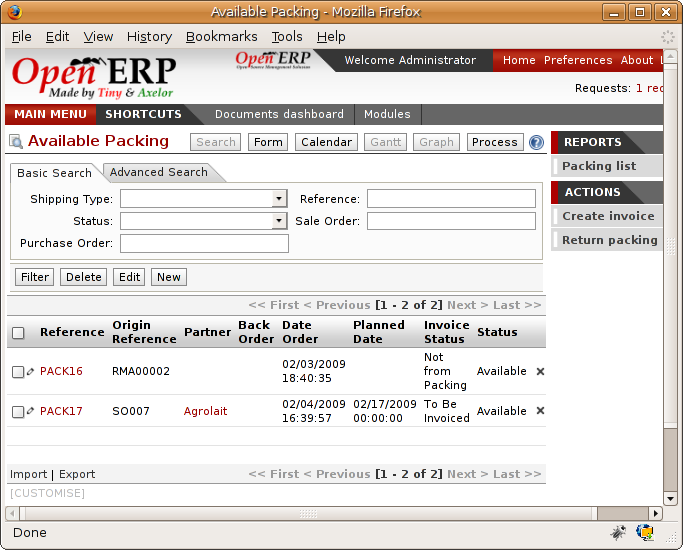 Available Packing - Mozilla Firefox
File Edit View History Bookmarks Tools Help
Open ERP
Made by Tiny & Axelor
Open ERP
Open Source Management Solution
Welcome Administrator
Home Preferences About L
Requests: 1 rec
MAIN MENU SHORTCUTS Documents dashboard Modules
Available Packing Search Form Calendar Gantt Graph Process ?
REPORTS
Packing list
ACTIONS
Create invoice
Return packing
Basic Search Advanced Search
Shipping Type: Reference:
Status: Sale Order:
Purchase Order:
Filter Delete Edit New
<< First < Previous [1 - 2 of 2] Next > Last >>
Reference Origin Reference Partner Back Order Date Order Planned Date Invoice Status Status
PACK16 RMA00002 02/03/2009 18:40:35 Not from Packing Available
PACK17 SO007 Agrolait 02/04/2009 16:39:57 02/17/2009 00:00:00 To Be Invoiced Available
Import | Export << First < Previous [1 - 2 of 2] Next > Last >>
[CUSTOMISE]
Done